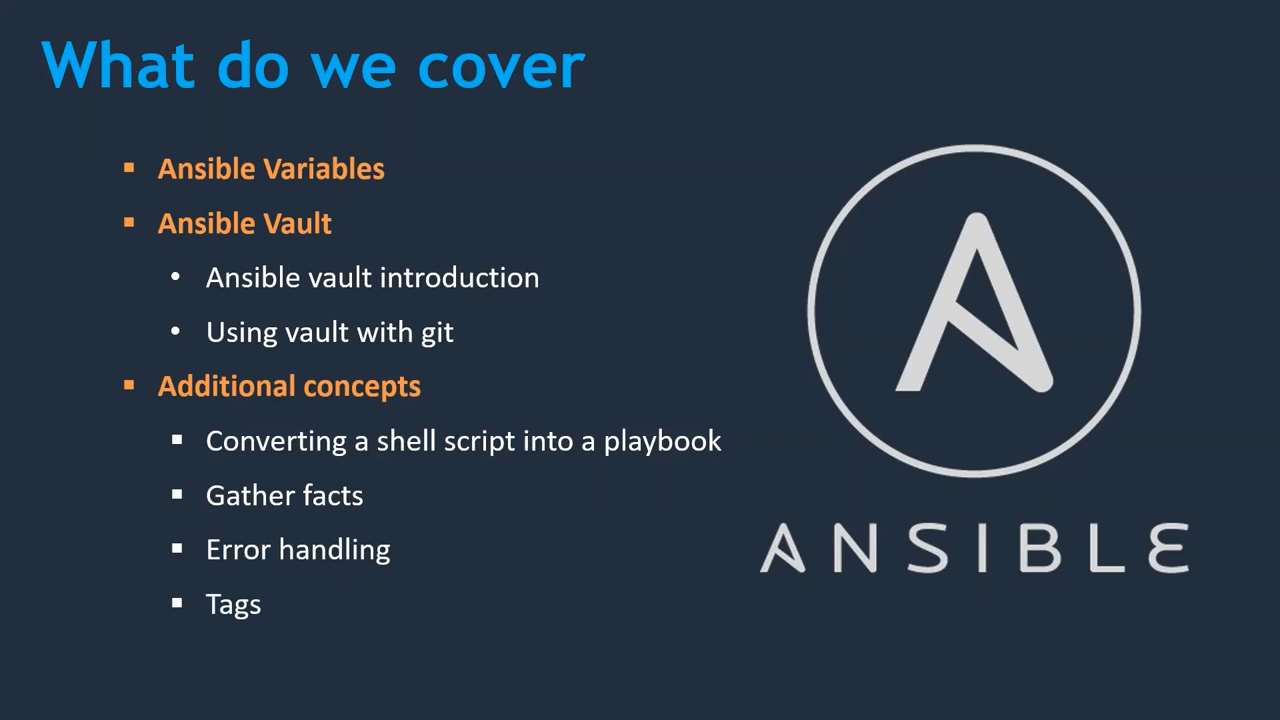 What do we cover
Ansible Variables
Ansible Vault
Ansible vault introduction
Using vault with git
Additional concepts
Converting a shell script into a playbook
Gather facts
Error handling
Tags
ANSIBLE